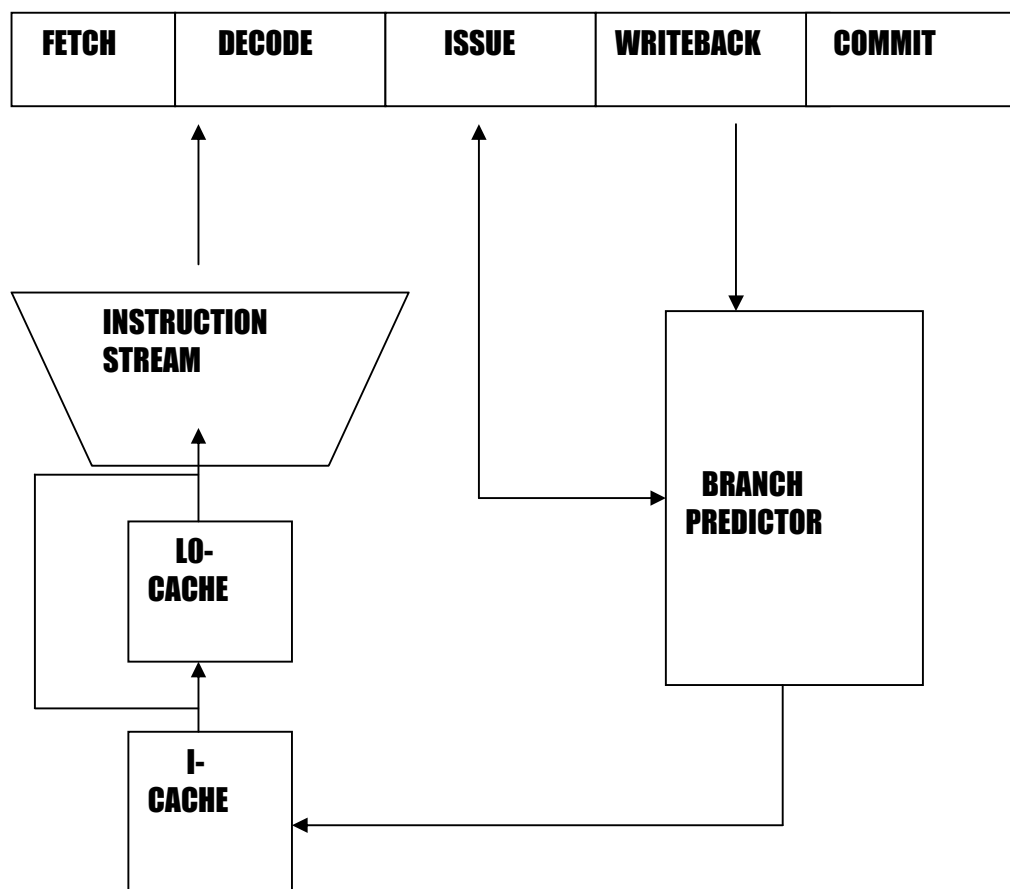 FETCH DECODE ISSUE WRITEBACK COMMIT
INSTRUCTION
STREAM
BRANCH
PREDICTOR
LO-
CACHE
I-
CACHE